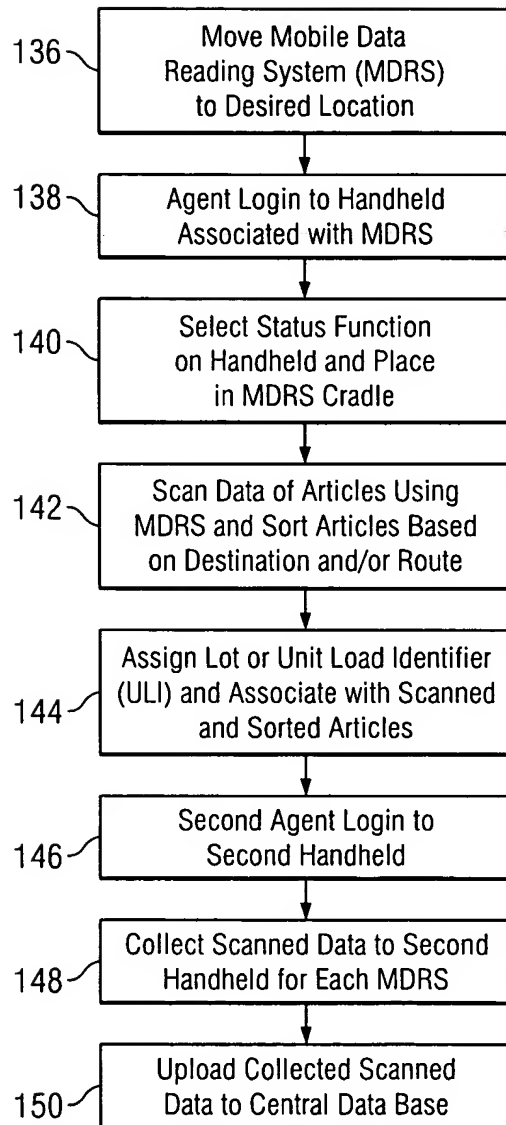 136
Move Mobile Data
Reading System (MDRS)
to Desired Location
138
Agent Login to Handheld
Associated with MDRS
140
Select Status Function
on Handheld and Place
in MDRS Cradle
142
Scan Data of Articles Using
MDRS and Sort Articles Based
on Destination and/or Route
144
Assign Lot or Unit Load Identifier
(ULI) and Associate with Scanned
and Sorted Articles
146
Second Agent Login to
Second Handheld
148
Collect Scanned Data to Second
Handheld for Each MDRS
150
Upload Collected Scanned
Data to Central Data Base